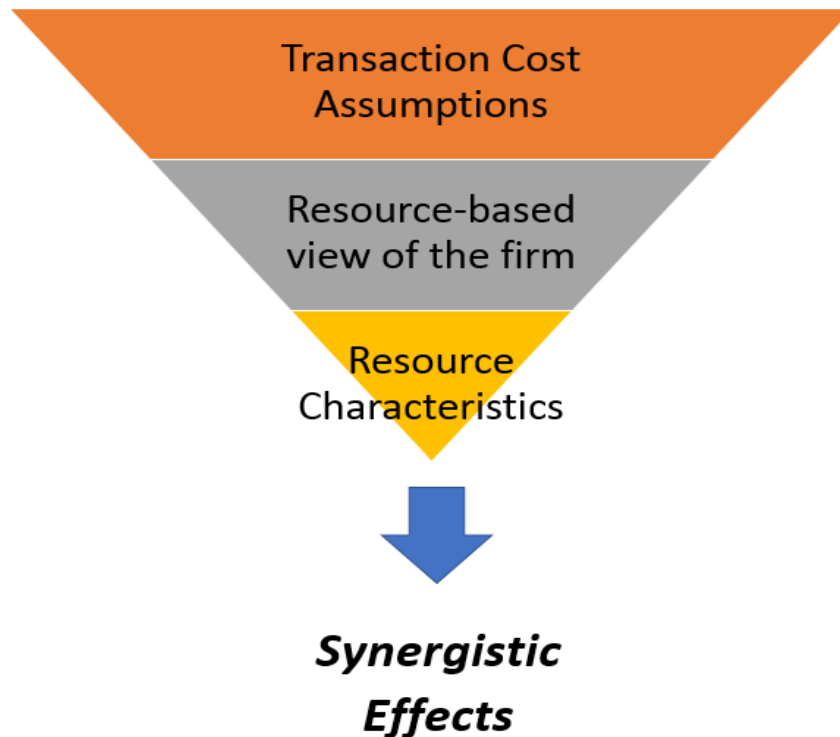 Transaction Cost
Assumptions
Resource-based
view of the firm
Resource
Characteristics
Synergistic
Effects